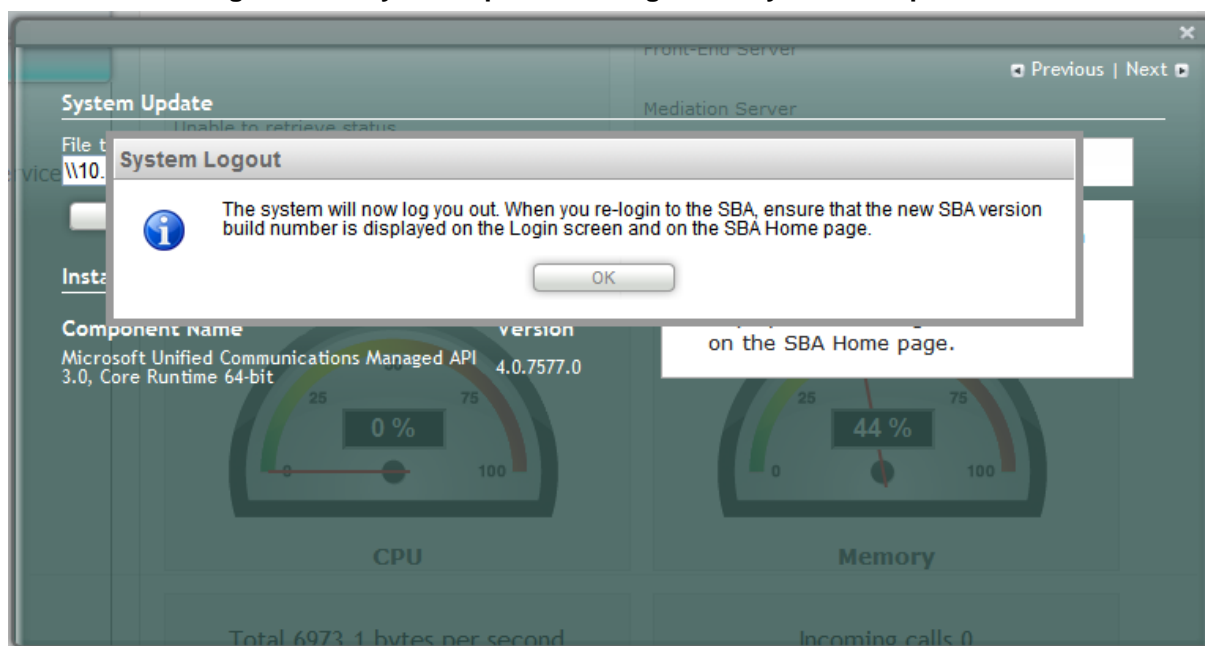 Front-End Server
Previous | Next
System Update
Mediation Server
Unable to retrieve status
File t
\\10.
System Logout
The system will now log you out. When you re-login to the SBA, ensure that the new SBA version
build number is displayed on the Login screen and on the SBA Home page.
OK
Insta
Component Name Version
on the SBA Home page.
Microsoft Unified Communications Managed API
3.0, Core Runtime 64-bit
4.0.7577.0
25 50 75
0 %
0 100
CPU
25 75
44 %
0 100
Memory
Total 6973.1 bytes per second
Incoming calls 0